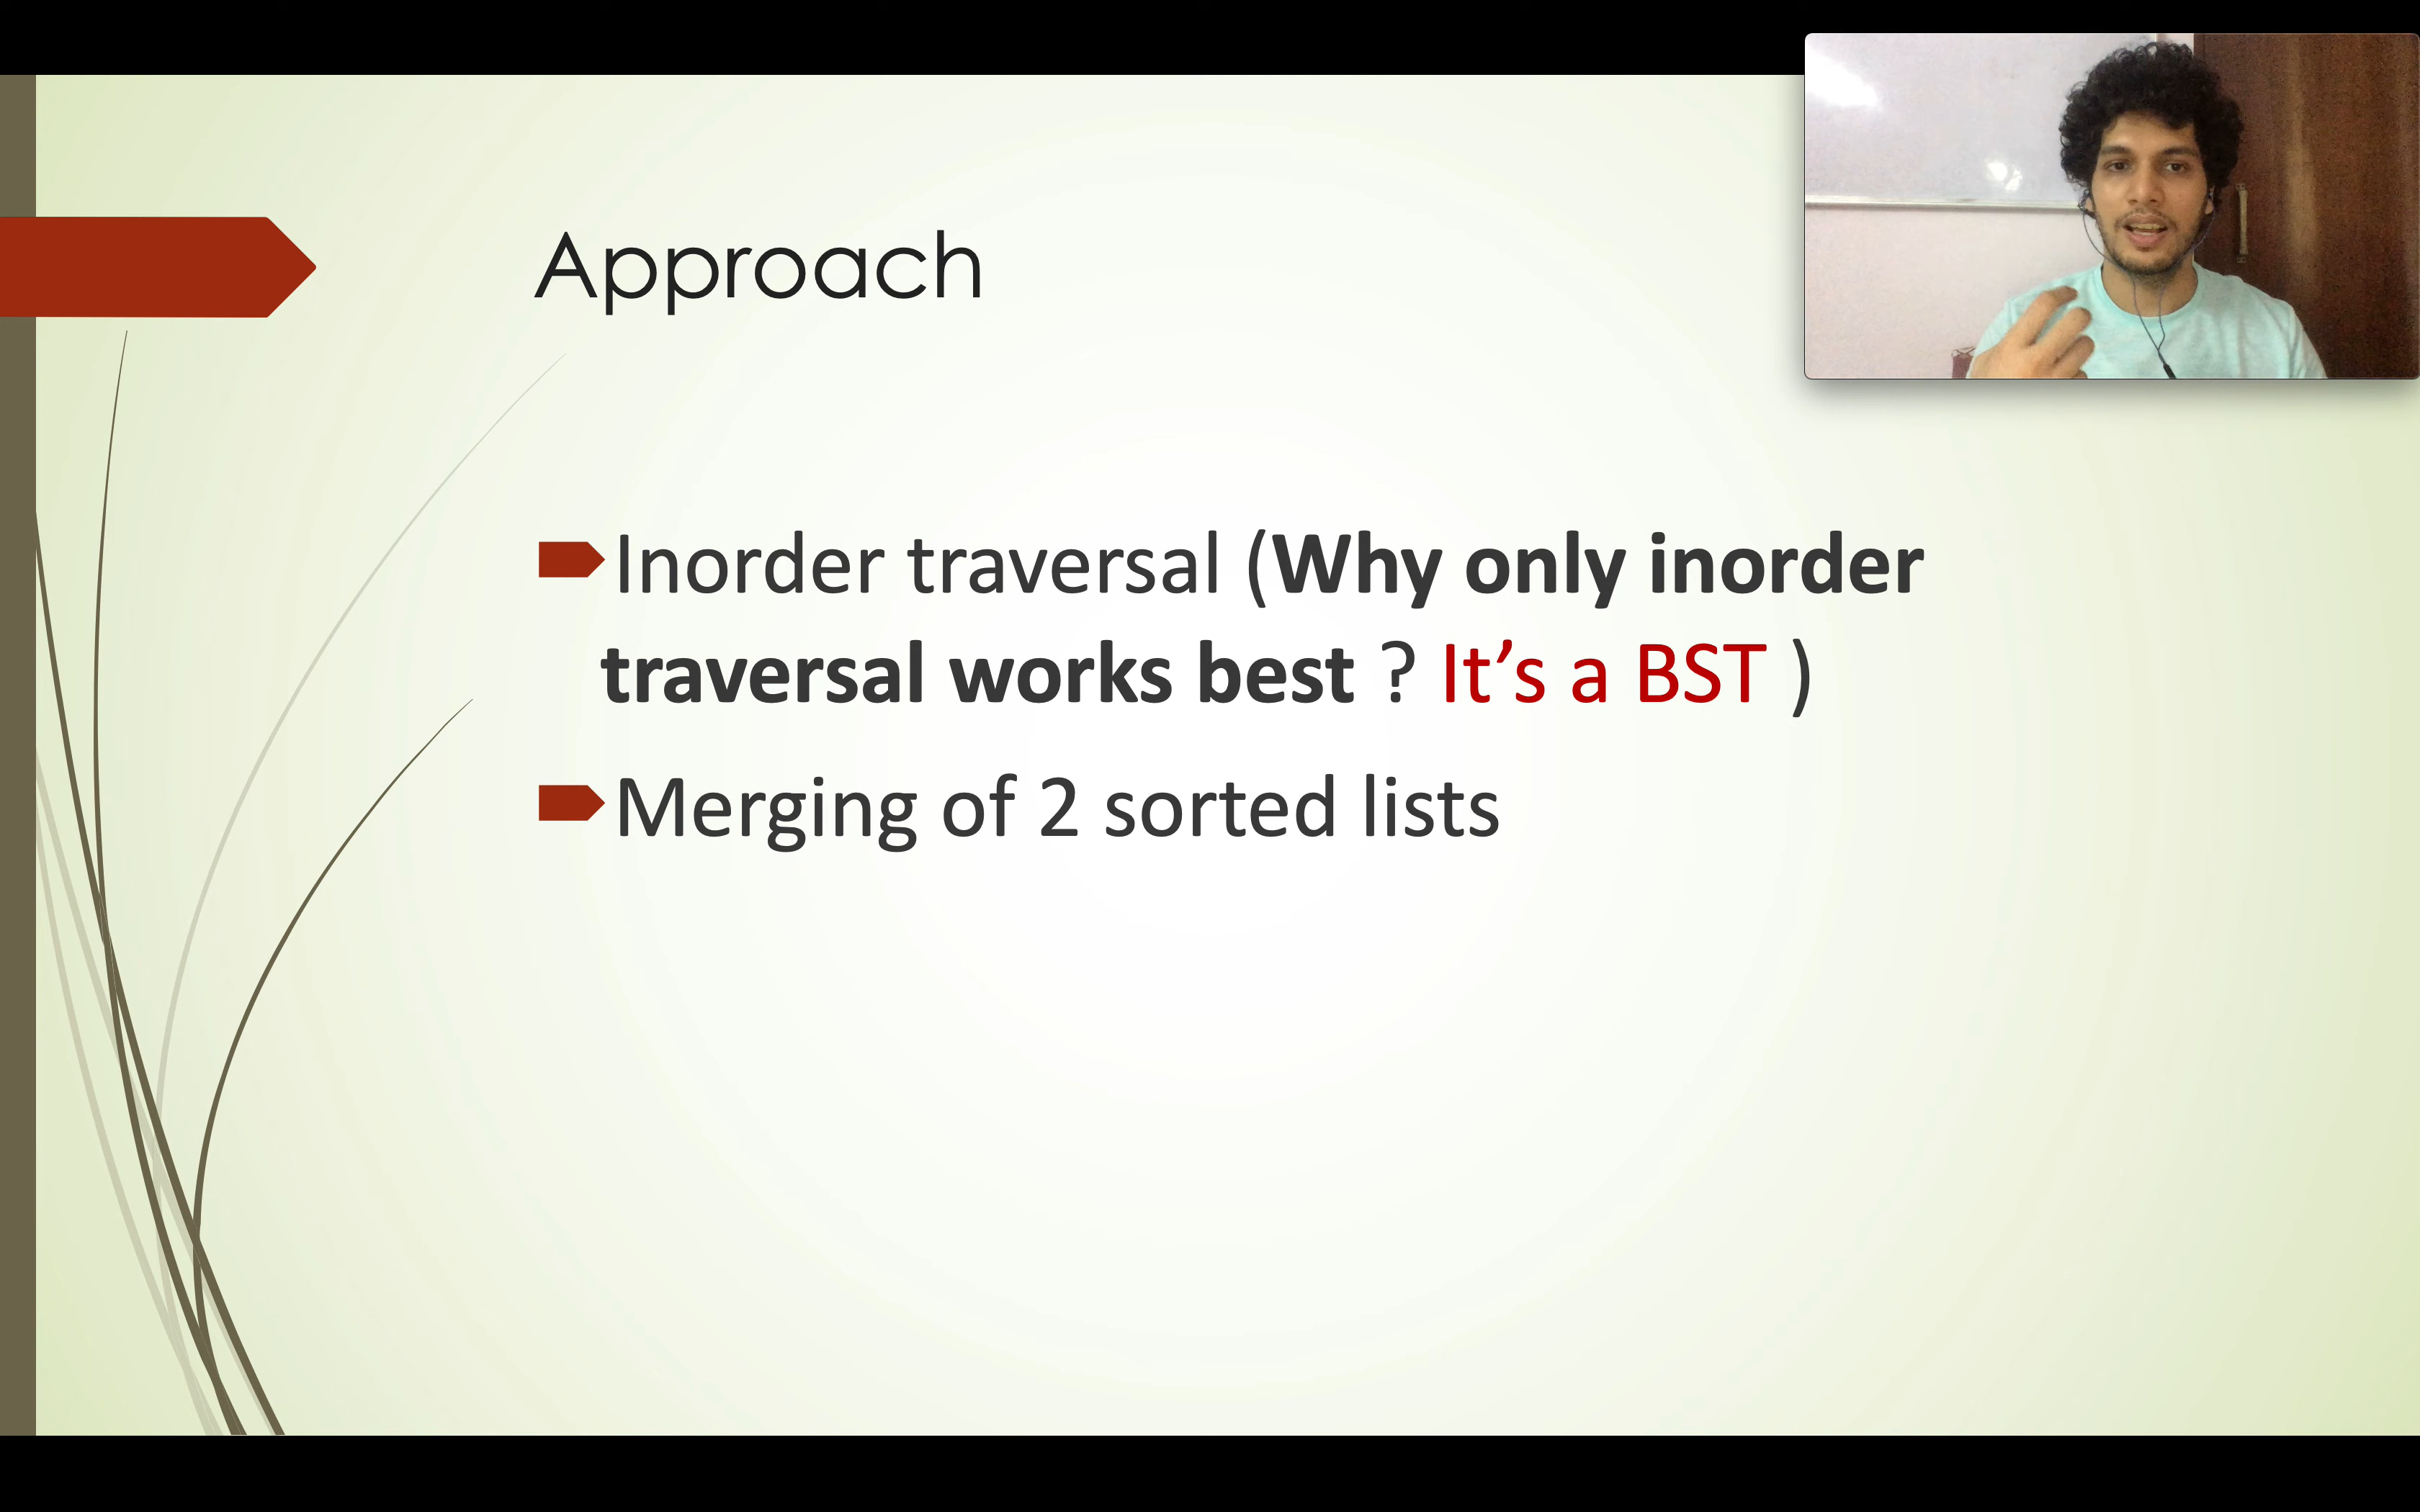 Approach
Inorder traversal (Why only inorder
traversal works best ? It’s a BST )
Merging of 2 sorted lists